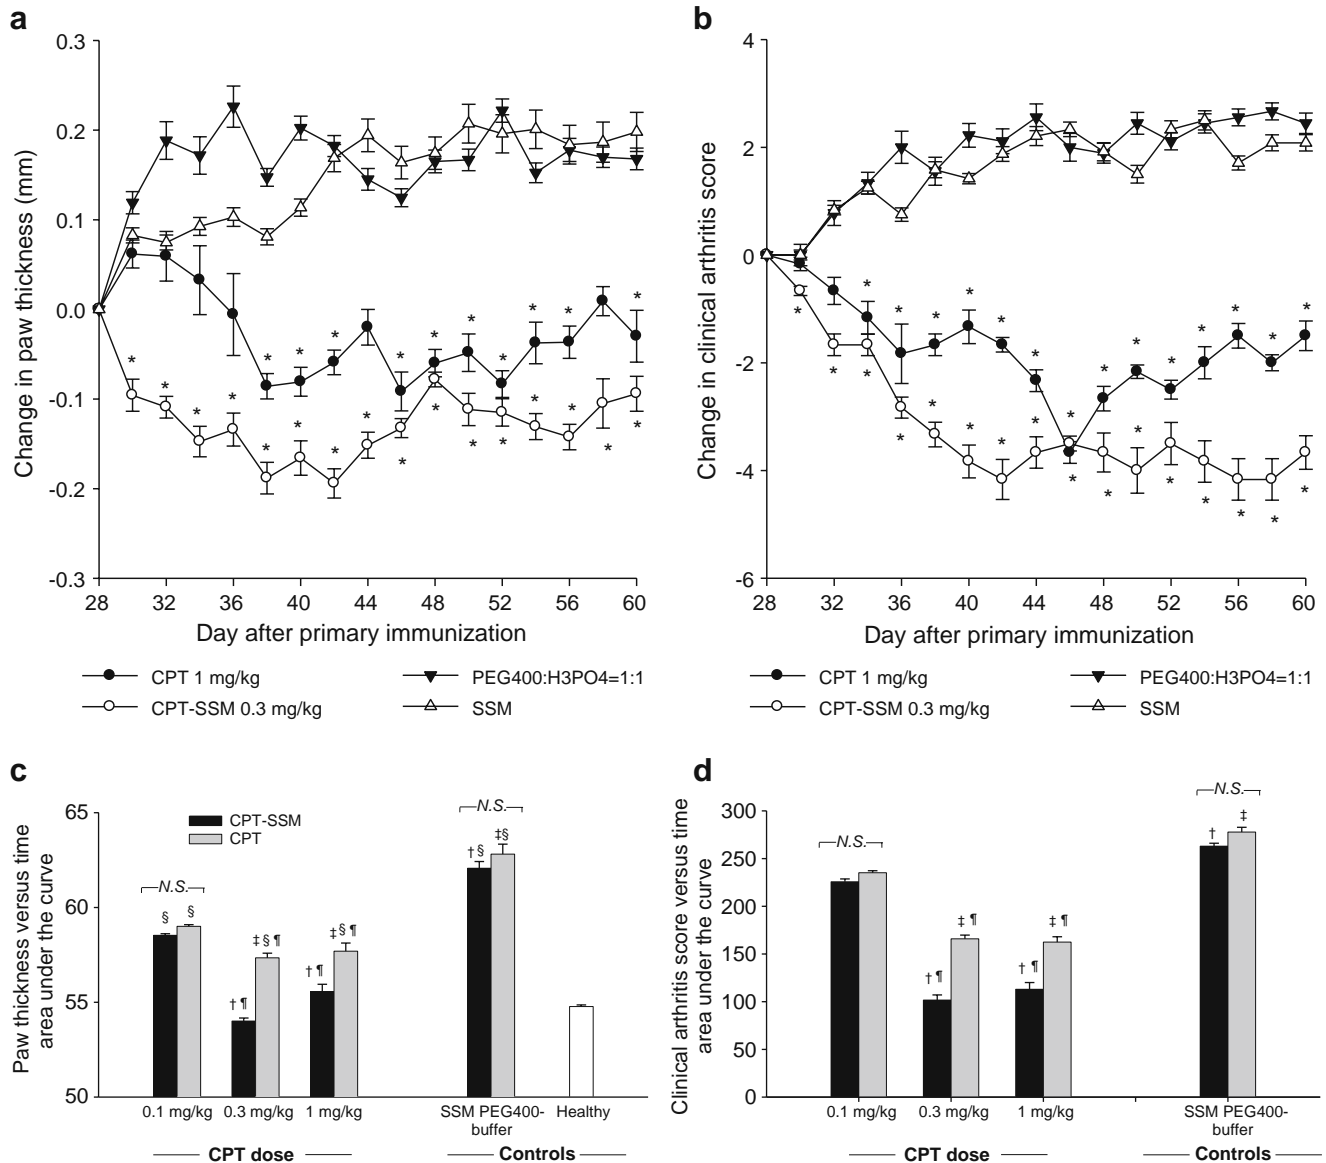 a
Change in paw thickness (mm)
0.3
0.2
0.1
0.0
-0.1
-0.2
-0.3
* * * * * * * * * *
* * * * * * * * * * * * * * *
28 32 36 40 44 48 52 56 60
Day after primary immunization
CPT 1 mg/kg
PEG400:H3PO4=1:1
CPT-SSM 0.3 mg/kg
SSM
b
Change in clinical arthritis score
4
2
0
-2
-4
-6
* * * * * * * * * * * * *
* * * * * * * * * * * * * * * *
28 32 36 40 44 48 52 56 60
Day after primary immunization
CPT 1 mg/kg
PEG400:H3PO4=1:1
CPT-SSM 0.3 mg/kg
SSM
c
Paw thickness versus time
area under the curve
65
60
55
50
CPT-SSM
CPT
N.S.
§ §
† ¶ ‡ § ¶
† ¶ ‡ § ¶
N.S.
† § ‡ §
0.1 mg/kg 0.3 mg/kg 1 mg/kg SSM PEG400- Healthy
buffer
CPT dose Controls
d
Clinical arthritis score versus time
area under the curve
300
250
200
150
100
50
0
N.S.
† ¶ ‡ ¶
† ¶ ‡ ¶
N.S.
† ‡
0.1 mg/kg 0.3 mg/kg 1 mg/kg SSM PEG400-
buffer
CPT dose Controls